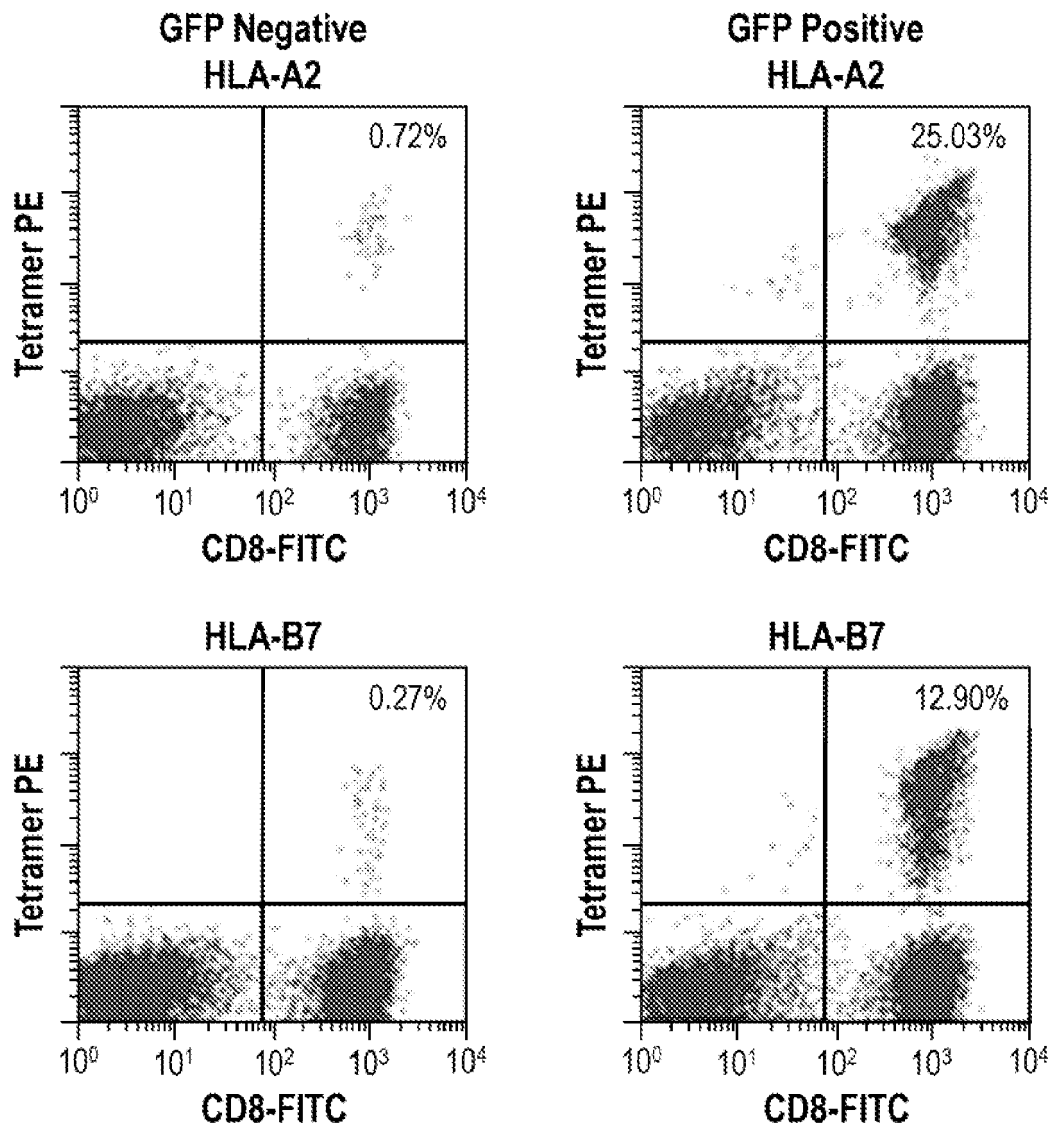 GFP Negative
HLA-A2
GFP Positive
HLA-A2
0.72%
Tetramer PE
10⁰ 10¹ 10² 10³ 10⁴
CD8-FITC
25.03%
Tetramer PE
10⁰ 10¹ 10² 10³ 10⁴
CD8-FITC
HLA-B7
0.27%
Tetramer PE
10⁰ 10¹ 10² 10³ 10⁴
CD8-FITC
HLA-B7
12.90%
Tetramer PE
10⁰ 10¹ 10² 10³ 10⁴
CD8-FITC